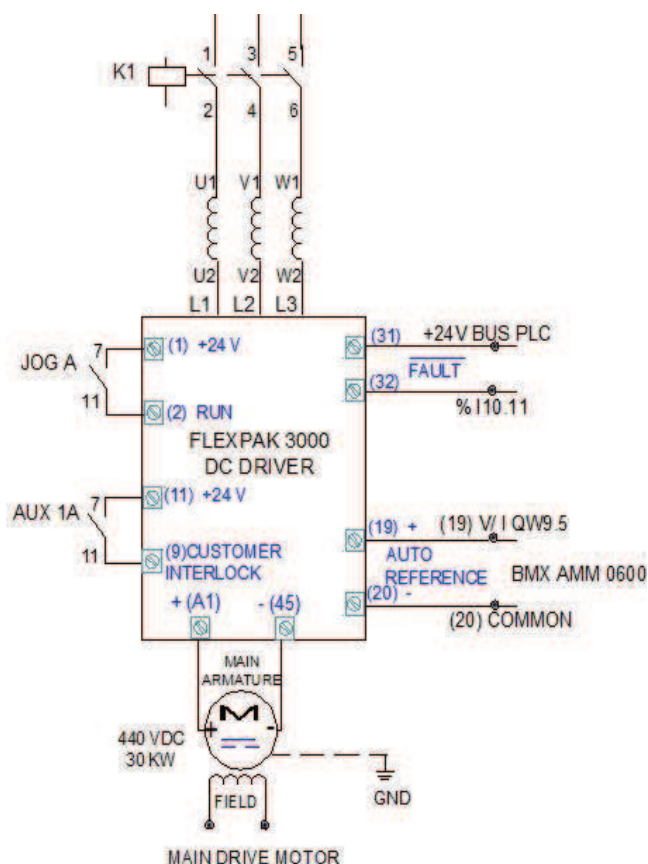 1 3 5
K1
2 4 6
U1 V1 W1
U2 V2 W2
L1 L2 L3
(31) +24V BUS PLC
7 (1) +24 V
JOG A
FAULT
(32)
% I10.11
11 (2) RUN
FLEXPAK 3000
DC DRIVER
7 (11) +24 V
AUX 1A
(19) + (19) V/ I QW9.5
11 (9)CUSTOMER
INTERLOCK
AUTO
REFERENCE BMX AMM 0600
(20) -
+ (A1) - (45)
(20) COMMON
MAIN
ARMATURE
M
+ -
440 VDC
30 KW
FIELD
GND
MAIN DRIVE MOTOR